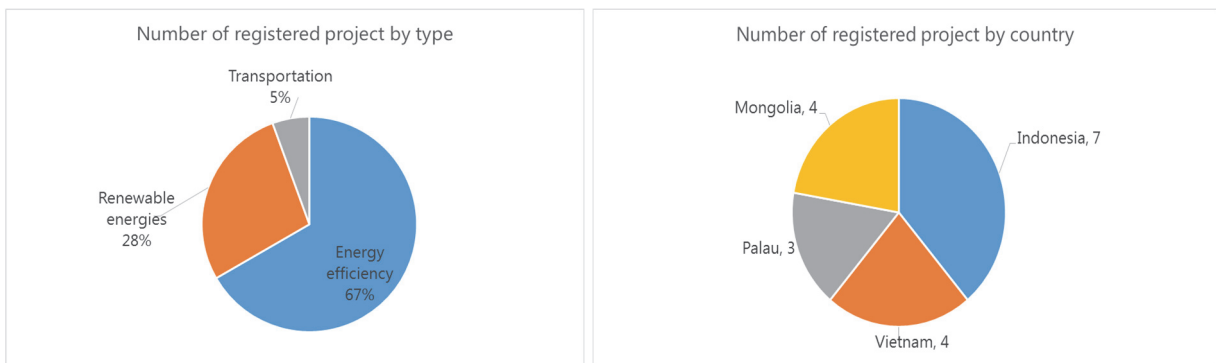 Number of registered project by type
Transportation
5%
Renewable
energies
28%
Energy
efficiency
67%
Number of registered project by country
Mongolia, 4
Indonesia, 7
Palau, 3
Vietnam, 4